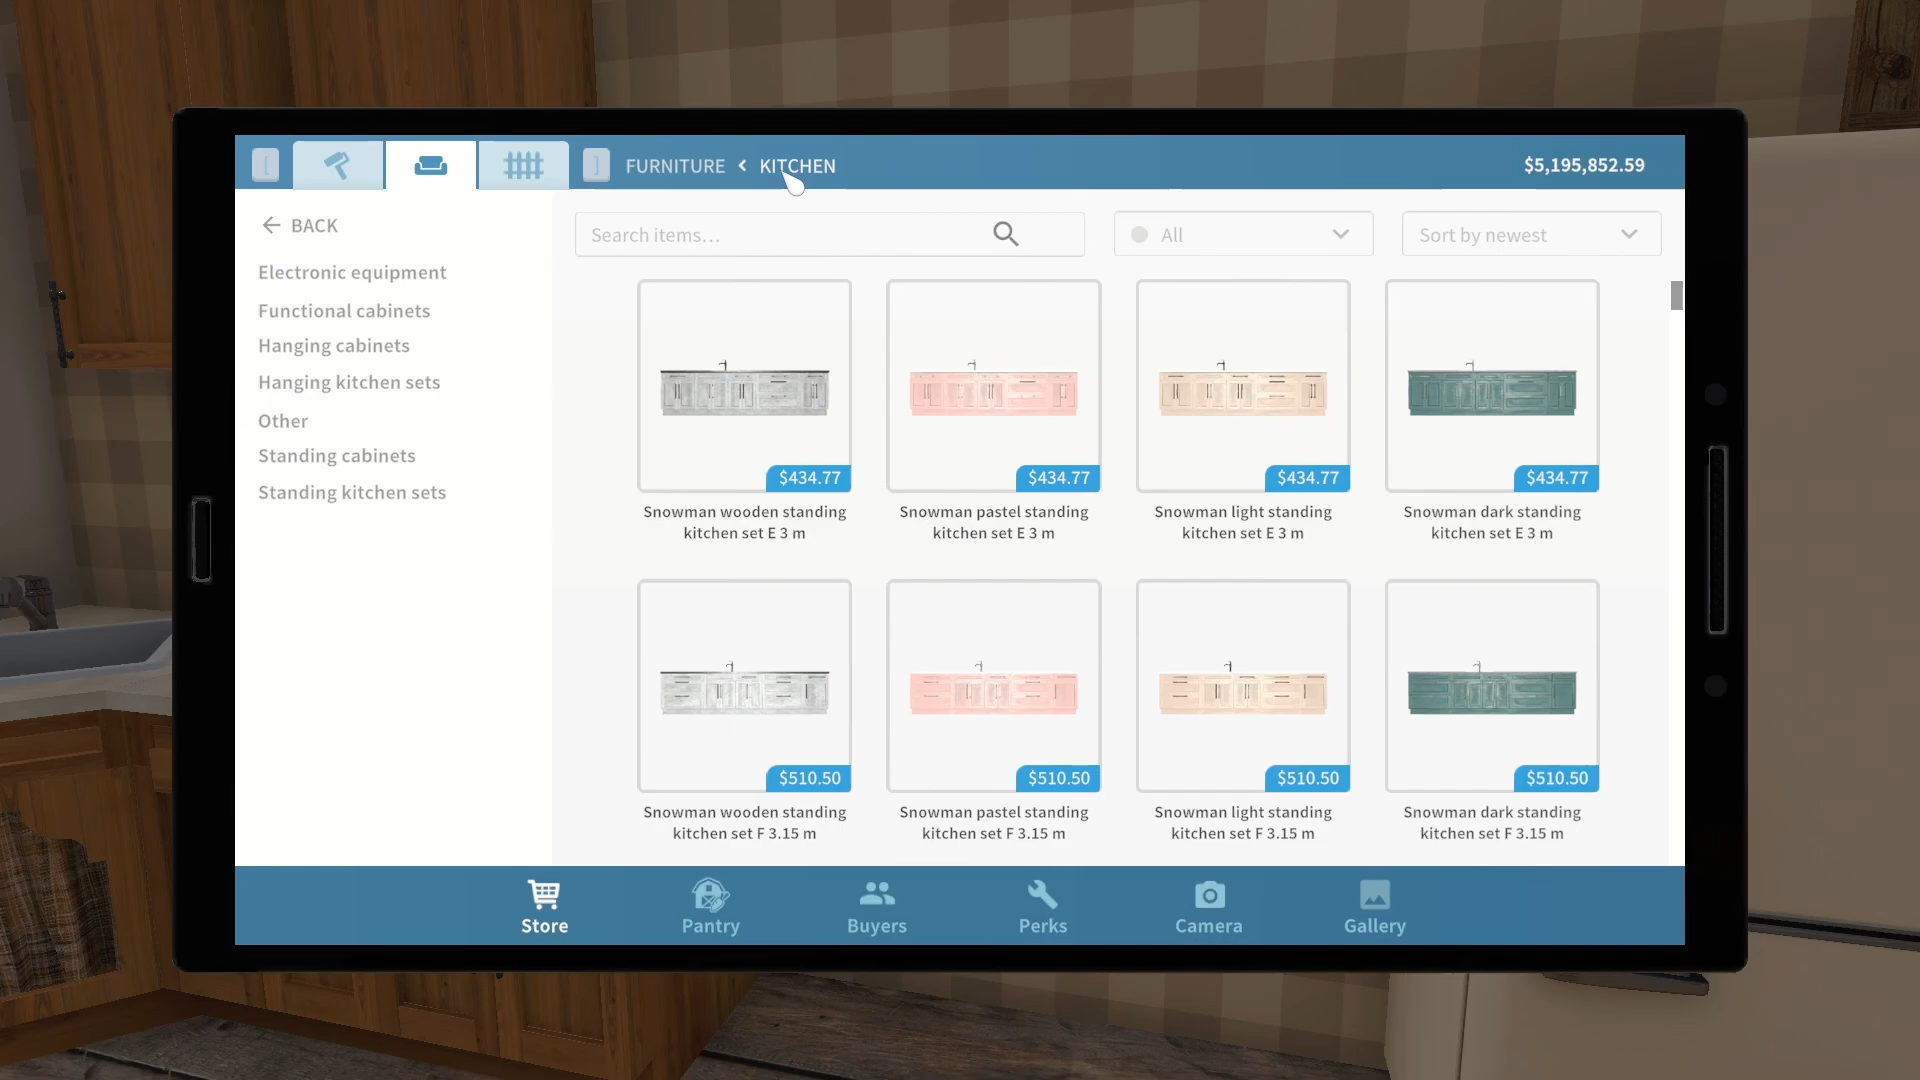 [
]
FURNITURE < KITCHEN
$5,195,852.59
BACK
Electronic equipment
Functional cabinets
Hanging cabinets
Hanging kitchen sets
Other
Standing cabinets
Standing kitchen sets
Search items...
All
Sort by newest
$434.77
$434.77
$434.77
$434.77
Snowman wooden standing
kitchen set E 3 m
Snowman pastel standing
kitchen set E 3 m
Snowman light standing
kitchen set E 3 m
Snowman dark standing
kitchen set E 3 m
$510.50
$510.50
$510.50
$510.50
Snowman wooden standing
kitchen set F 3.15 m
Snowman pastel standing
kitchen set F 3.15 m
Snowman light standing
kitchen set F 3.15 m
Snowman dark standing
kitchen set F 3.15 m
Store
Pantry
Buyers
Perks
Camera
Gallery